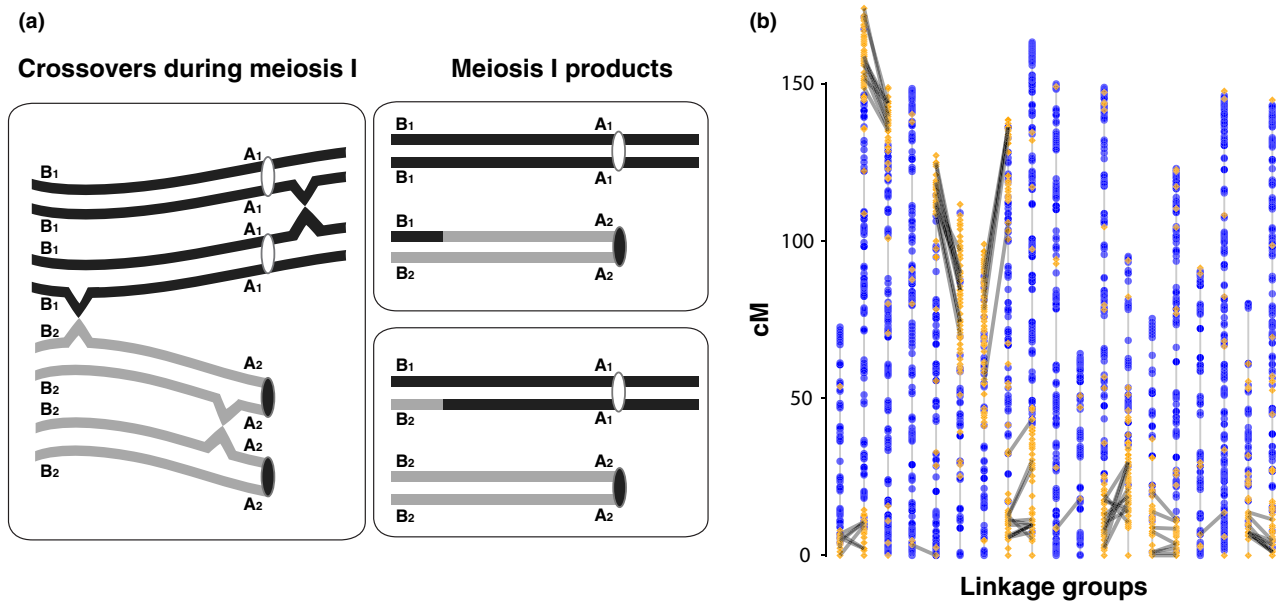 (a)
Crossovers during meiosis I
B1
A1
B1
A1
B1
A1
B1
A1
B2
A2
B2
A2
B2
A2
B2
A2
Meiosis I products
B1
A1
B1
A1
B1
A2
B2
A2
B1
A1
B2
A1
B2
A2
B2
A2
(b)
150
100
50
0
cM
Linkage groups